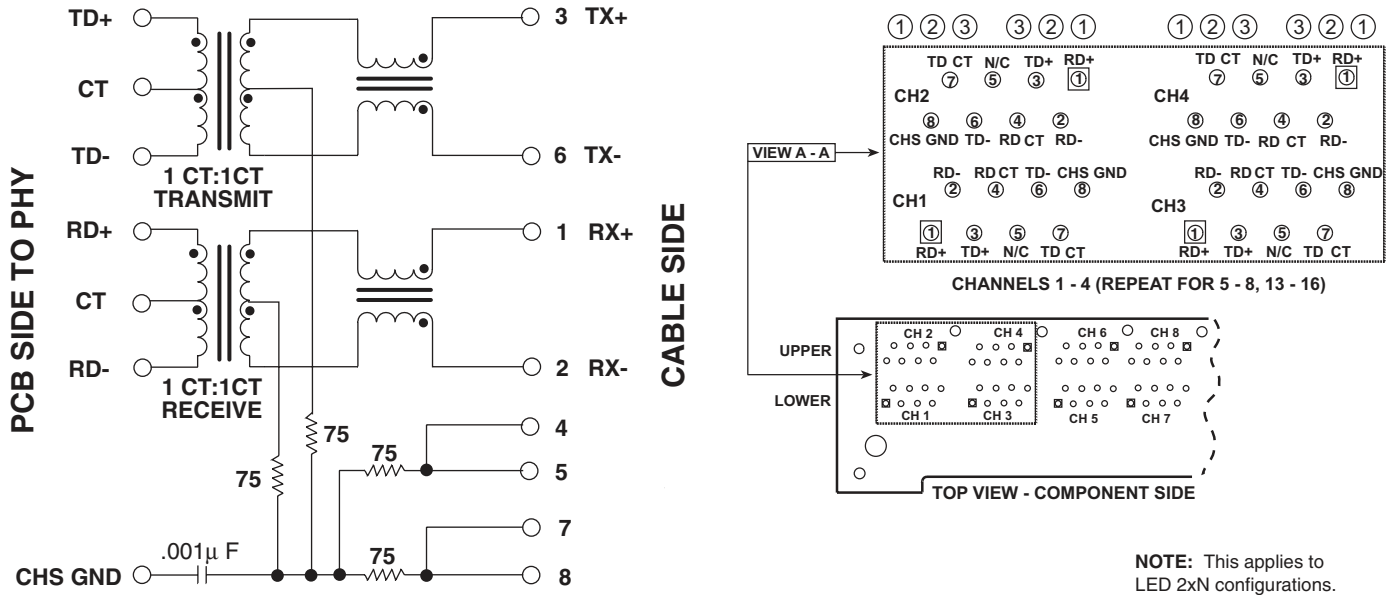 TD+
CT
TD-
1 CT:1CT
TRANSMIT
RD+
CT
RD-
1 CT:1CT
RECEIVE
PCB SIDE TO PHY
75
75
75
75
.001µ F
CHS GND
3 TX+
6 TX-
1 RX+
2 RX-
4
5
7
8
CABLE SIDE
1 2 3 3 2 1 1 2 3 3 2 1
TD CT N/C TD+ RD+ TD CT N/C TD+ RD+
7 5 3 1 7 5 3 1
CH2 CH4
8 6 4 2 8 6 4 2
CHS GND TD- RD CT RD- CHS GND TD- RD CT RD-
VIEW A - A
RD- RD CT TD- CHS GND RD- RD CT TD- CHS GND
2 4 6 8 2 4 6 8
CH1 CH3
1 3 5 7 1 3 5 7
RD+ TD+ N/C TD CT RD+ TD+ N/C TD CT
CHANNELS 1 - 4 (REPEAT FOR 5 - 8, 13 - 16)
UPPER
LOWER
CH 2 CH 4 CH 6 CH 8
CH 1 CH 3 CH 5 CH 7
TOP VIEW - COMPONENT SIDE
NOTE: This applies to
LED 2xN configurations.